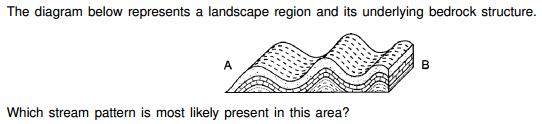 The diagram below represents a landscape region and its underlying bedrock structure.
A
B
Which stream pattern is most likely present in this area?